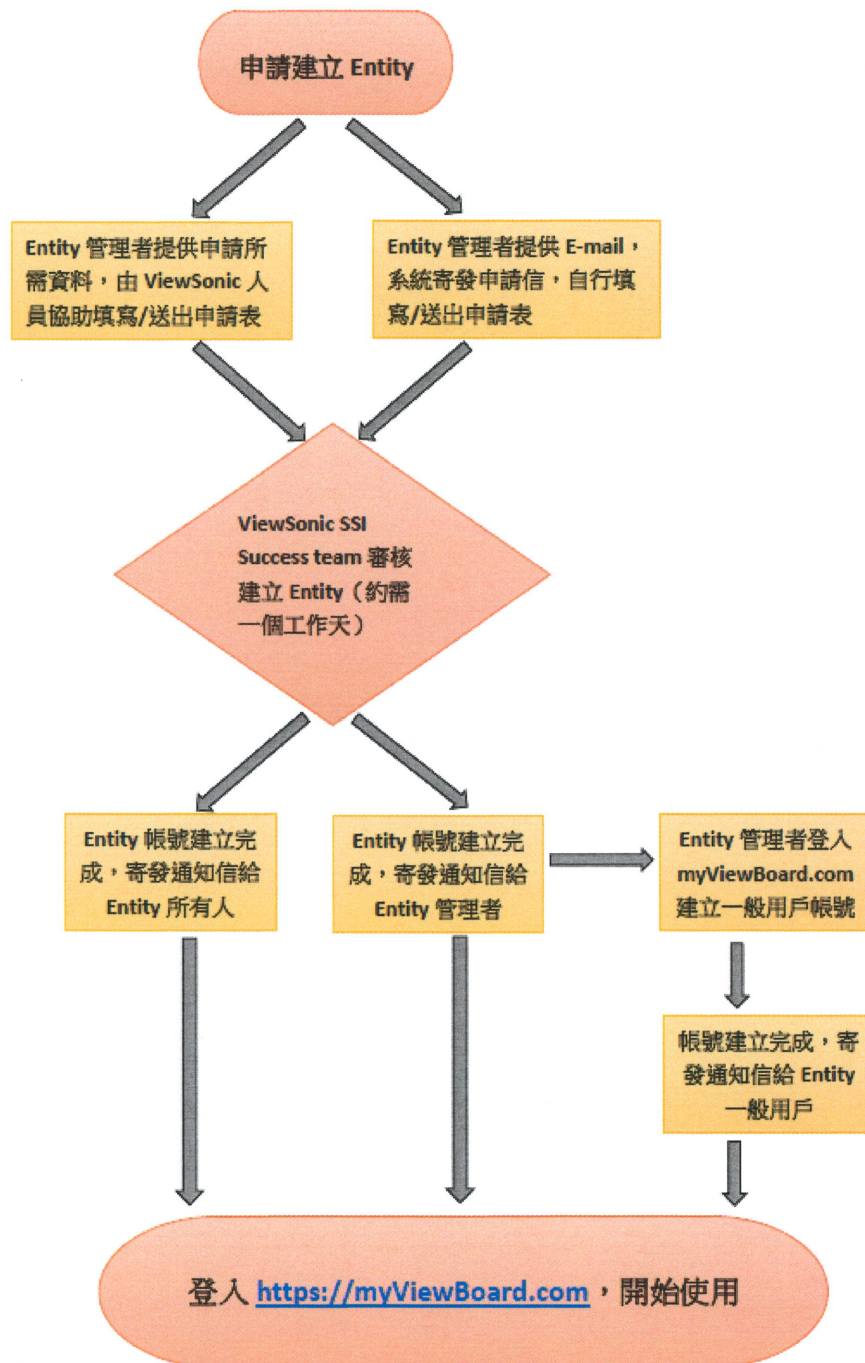 申請建立 Entity
Entity 管理者提供申請所
需資料，由 ViewSonic 人
員協助填寫/送出申請表
Entity 管理者提供 E-mail，
系統寄發申請信，自行填
寫/送出申請表
ViewSonic SSI
Success team 審核
建立 Entity（約需
一個工作天）
Entity 帳號建立完
成，寄發通知信給
Entity 所有人
Entity 帳號建立完
成，寄發通知信給
Entity 管理者
Entity 管理者登入
myViewBoard.com
建立一般用戶帳號
帳號建立完成，寄
發通知信給 Entity
一般用戶
登入 https://myViewBoard.com，開始使用